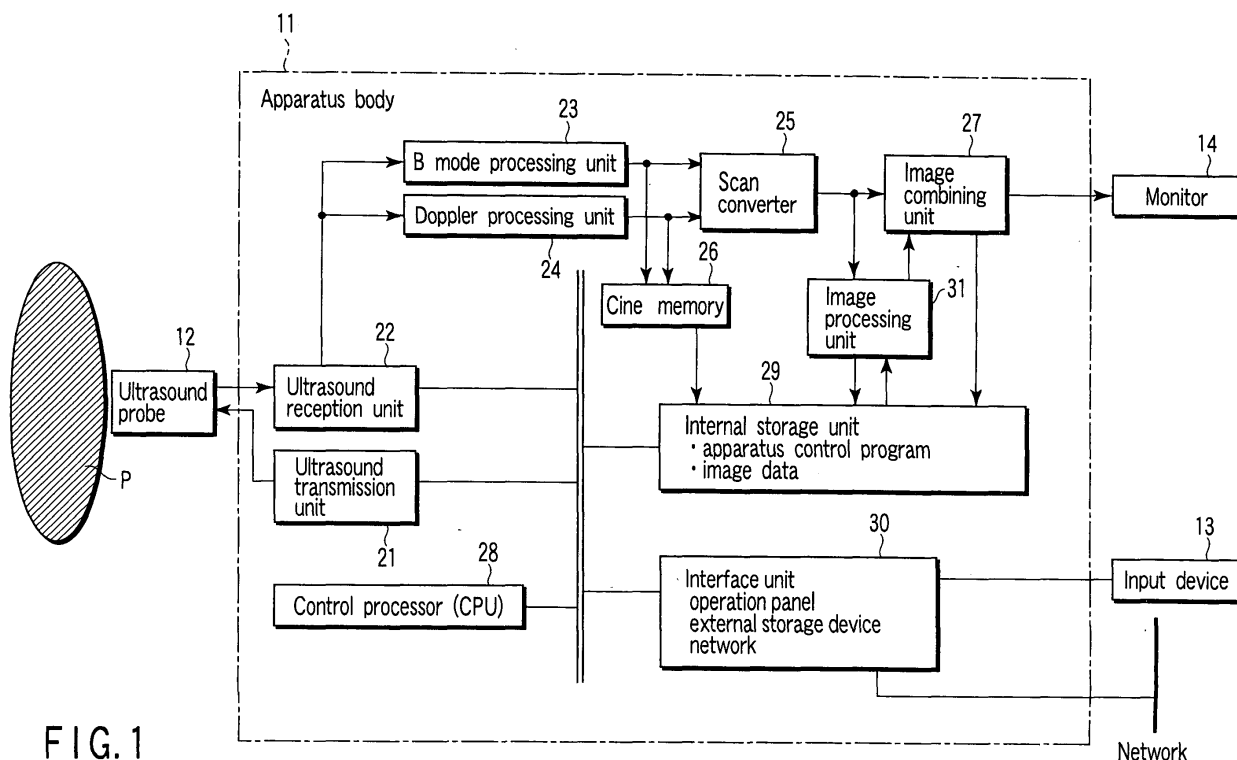 11
Apparatus body
23
B mode processing unit
Doppler processing unit
24
25
Scan
converter
27
Image
combining
unit
14
Monitor
26
Cine memory
31
Image
processing
unit
12
Ultrasound
probe
P
22
Ultrasound
reception unit
Ultrasound
transmission
unit
21
29
Internal storage unit
・apparatus control program
・image data
28
Control processor (CPU)
30
Interface unit
operation panel
external storage device
network
13
Input device
Network
FIG.1